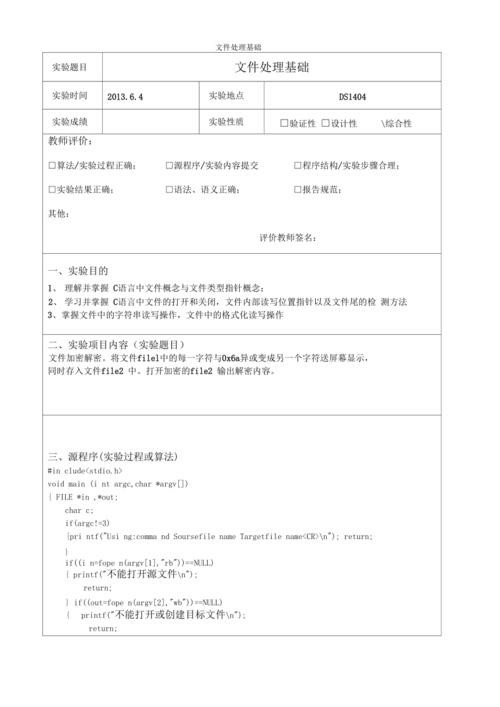 文件处理基础
实验题目 文件处理基础
实验时间 2013.6.4 实验地点 DS1404
实验成绩 实验性质 □验证性 □设计性 \综合性
教师评价：
□算法/实验过程正确； □源程序/实验内容提交 □程序结构/实验步骤合理；
□实验结果正确； □语法、语义正确； □报告规范；
其他：
评价教师签名：
一、实验目的
1、 理解并掌握 C语言中文件概念与文件类型指针概念；
2、 学习并掌握 C语言中文件的打开和关闭，文件内部读写位置指针以及文件尾的检 测方法
3、掌握文件中的字符串读写操作，文件中的格式化读写操作
二、实验项目内容（实验题目）
文件加密解密。将文件file1中的每一字符与0x6a异或变成另一个字符送屏幕显示，
同时存入文件file2 中。打开加密的file2 输出解密内容。
三、源程序(实验过程或算法)
#in clude<stdio.h>
void main (i nt argc,char *argv[])
{ FILE *in ,*out;
char c;
if(argc!=3)
{pri ntf("Usi ng:comma nd Soursefile name Targetfile name<CR>\n"); return;
}
if((i n=fope n(argv[1],"rb"))==NULL)
{ printf("不能打开源文件\n");
return;
} if((out=fope n(argv[2],"wb"))==NULL)
{ printf("不能打开或创建目标文件\n");
return;